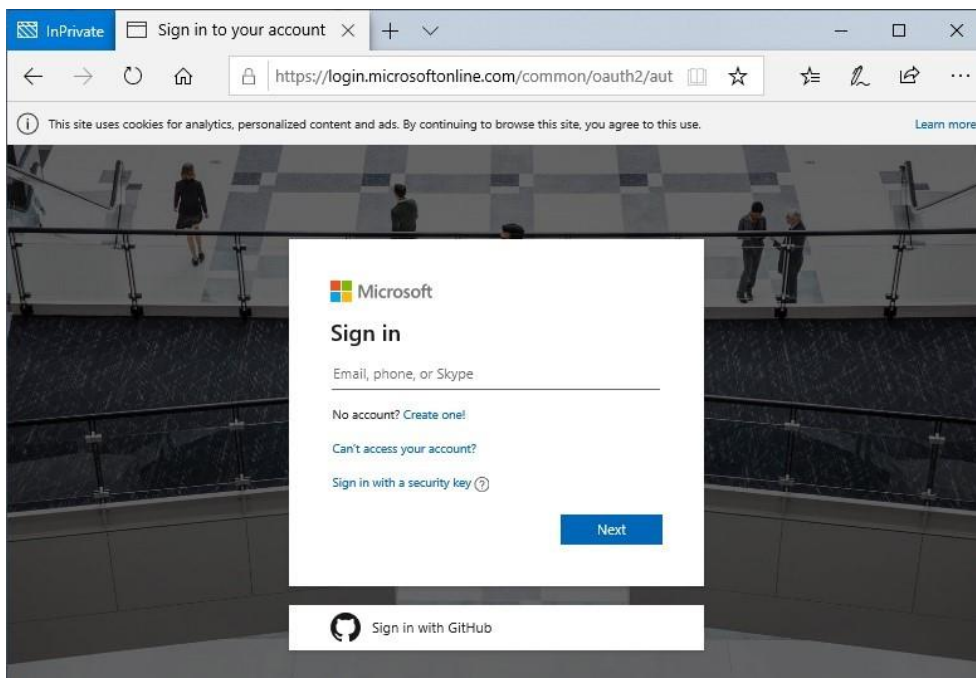 InPrivate
Sign in to your account
https://login.microsoftonline.com/common/oauth2/aut
This site uses cookies for analytics, personalized content and ads. By continuing to browse this site, you agree to this use.
Learn more
Microsoft
Sign in
Email, phone, or Skype
No account? Create one!
Can't access your account?
Sign in with a security key
Next
Sign in with GitHub